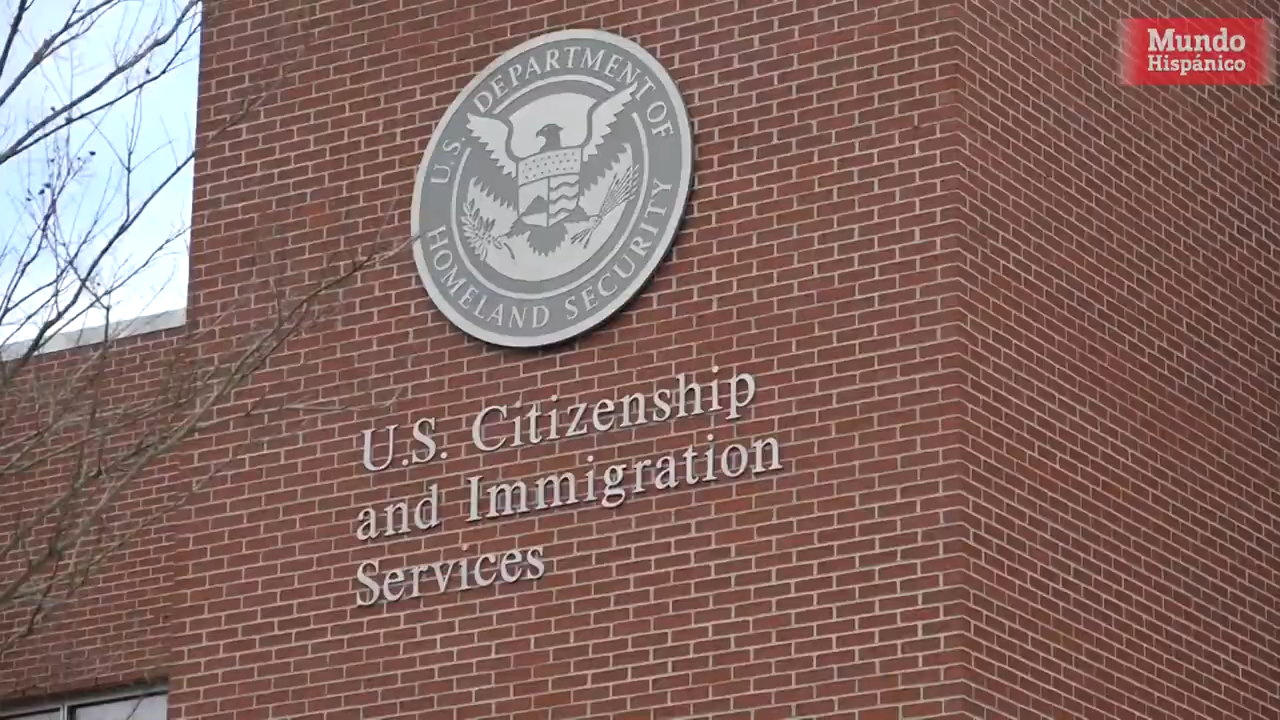 Mundo
Hispánico
U.S. DEPARTMENT OF
HOMELAND SECURITY
U.S. Citizenship
and Immigration
Services